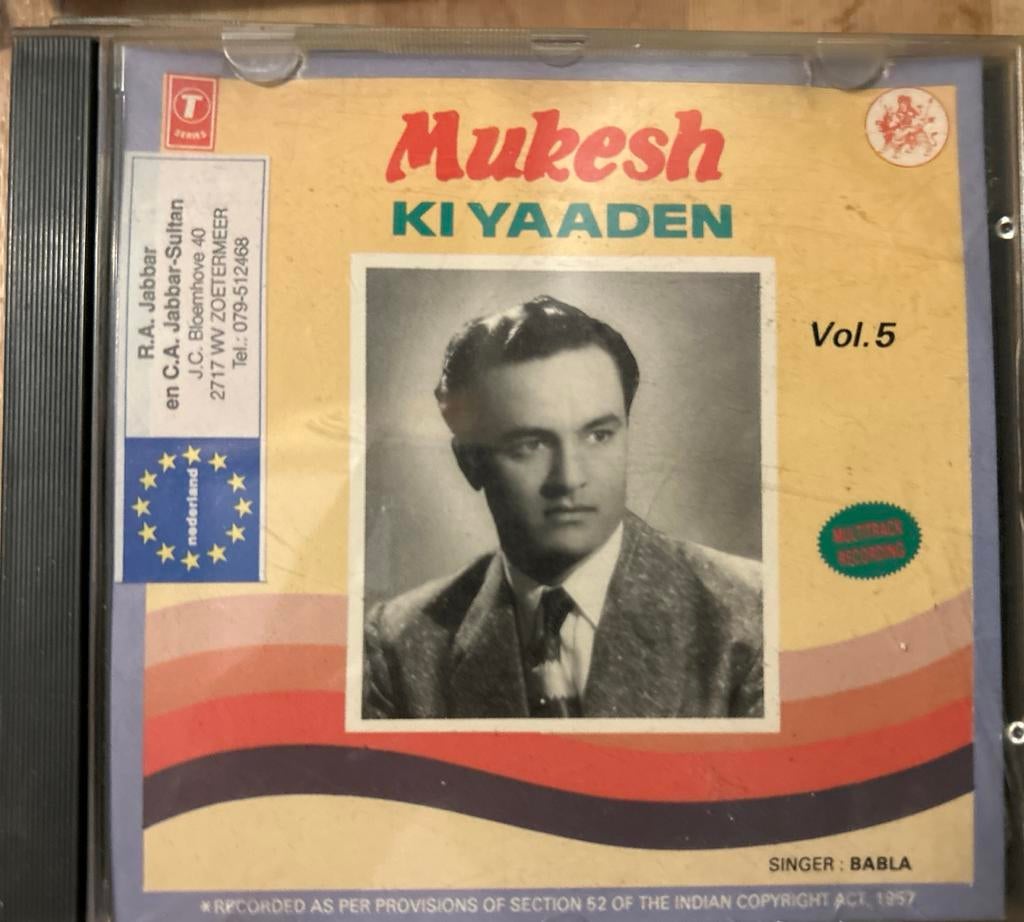 T
SERIES
Mukesh
KI YAADEN
R.A. Jabbar
en C.A. Jabbar-Sultan
J.C. Bloemhove 40
2717 WV ZOETERMEER
Tel.: 079-512468
nederland
Vol.5
MULTITRACK
RECORDING
SINGER : BABLA
*RECORDED AS PER PROVISIONS OF SECTION 52 OF THE INDIAN COPYRIGHT ACT, 1957